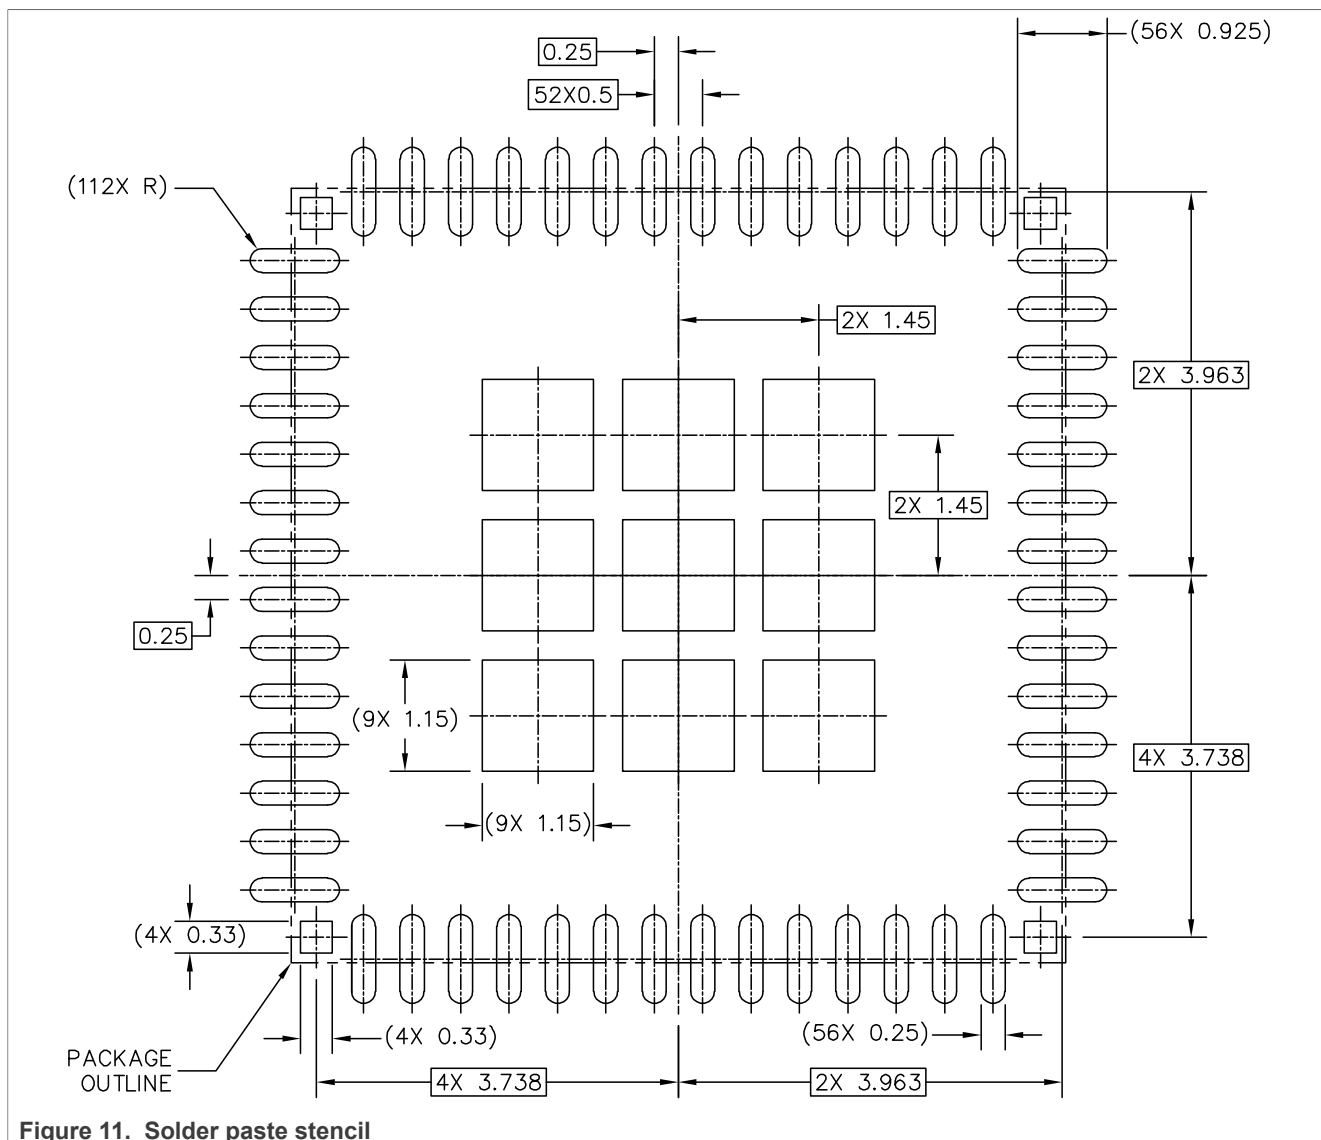 0.25
(56X 0.925)
52X0.5
(112X R)
2X 1.45
2X 3.963
2X 1.45
0.25
(9X 1.15)
4X 3.738
(9X 1.15)
(4X 0.33)
(4X 0.33)
(56X 0.25)
PACKAGE
OUTLINE
4X 3.738
2X 3.963
Figure 11. Solder paste stencil